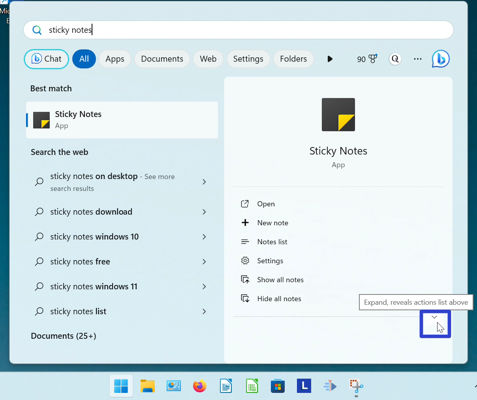 sticky notes
Chat
All
Apps
Documents
Web
Settings
Folders
90
Best match
Sticky Notes
App
Search the web
sticky notes on desktop - See more
search results
sticky notes download
sticky notes windows 10
sticky notes free
sticky notes windows 11
sticky notes list
Documents (25+)
Sticky Notes
App
Open
New note
Notes list
Settings
Show all notes
Hide all notes
Expand, reveals actions list above